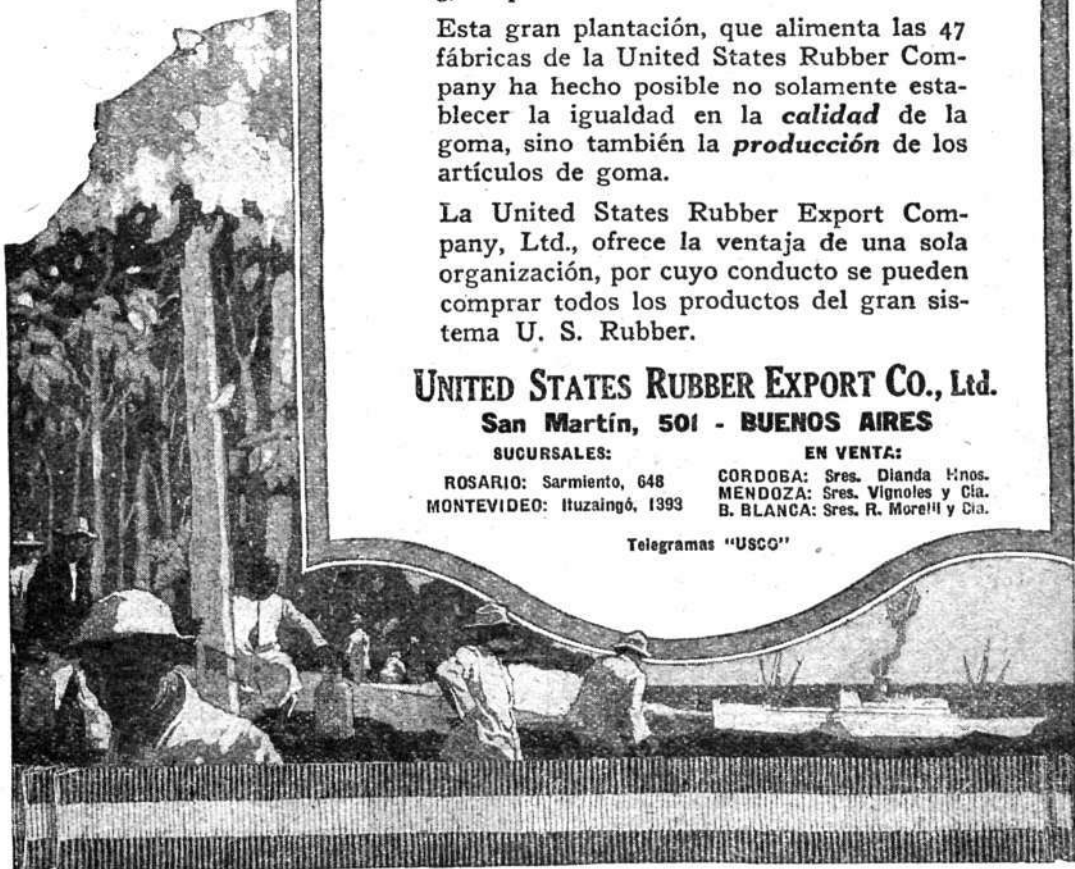 Esta gran plantación, que alimenta las 47
fábricas de la United States Rubber Com-
pany ha hecho posible no solamente esta-
blecer la igualdad en la calidad de la
goma, sino también la producción de los
artículos de goma.
La United States Rubber Export Com-
pany, Ltd., ofrece la ventaja de una sola
organización, por cuyo conducto se pueden
comprar todos los productos del gran sis-
tema U. S. Rubber.
UNITED STATES RUBBER EXPORT CO., Ltd.
San Martín, 501 - BUENOS AIRES
SUCURSALES:
ROSARIO: Sarmiento, 648
MONTEVIDEO: Ituzaingó, 1393
EN VENTA:
CORDOBA: Sres. Dianda Hnos.
MENDOZA: Sres. Vignoles y Cia.
B. BLANCA: Sres. R. Morelli y Cia.
Telegramas "USCO"